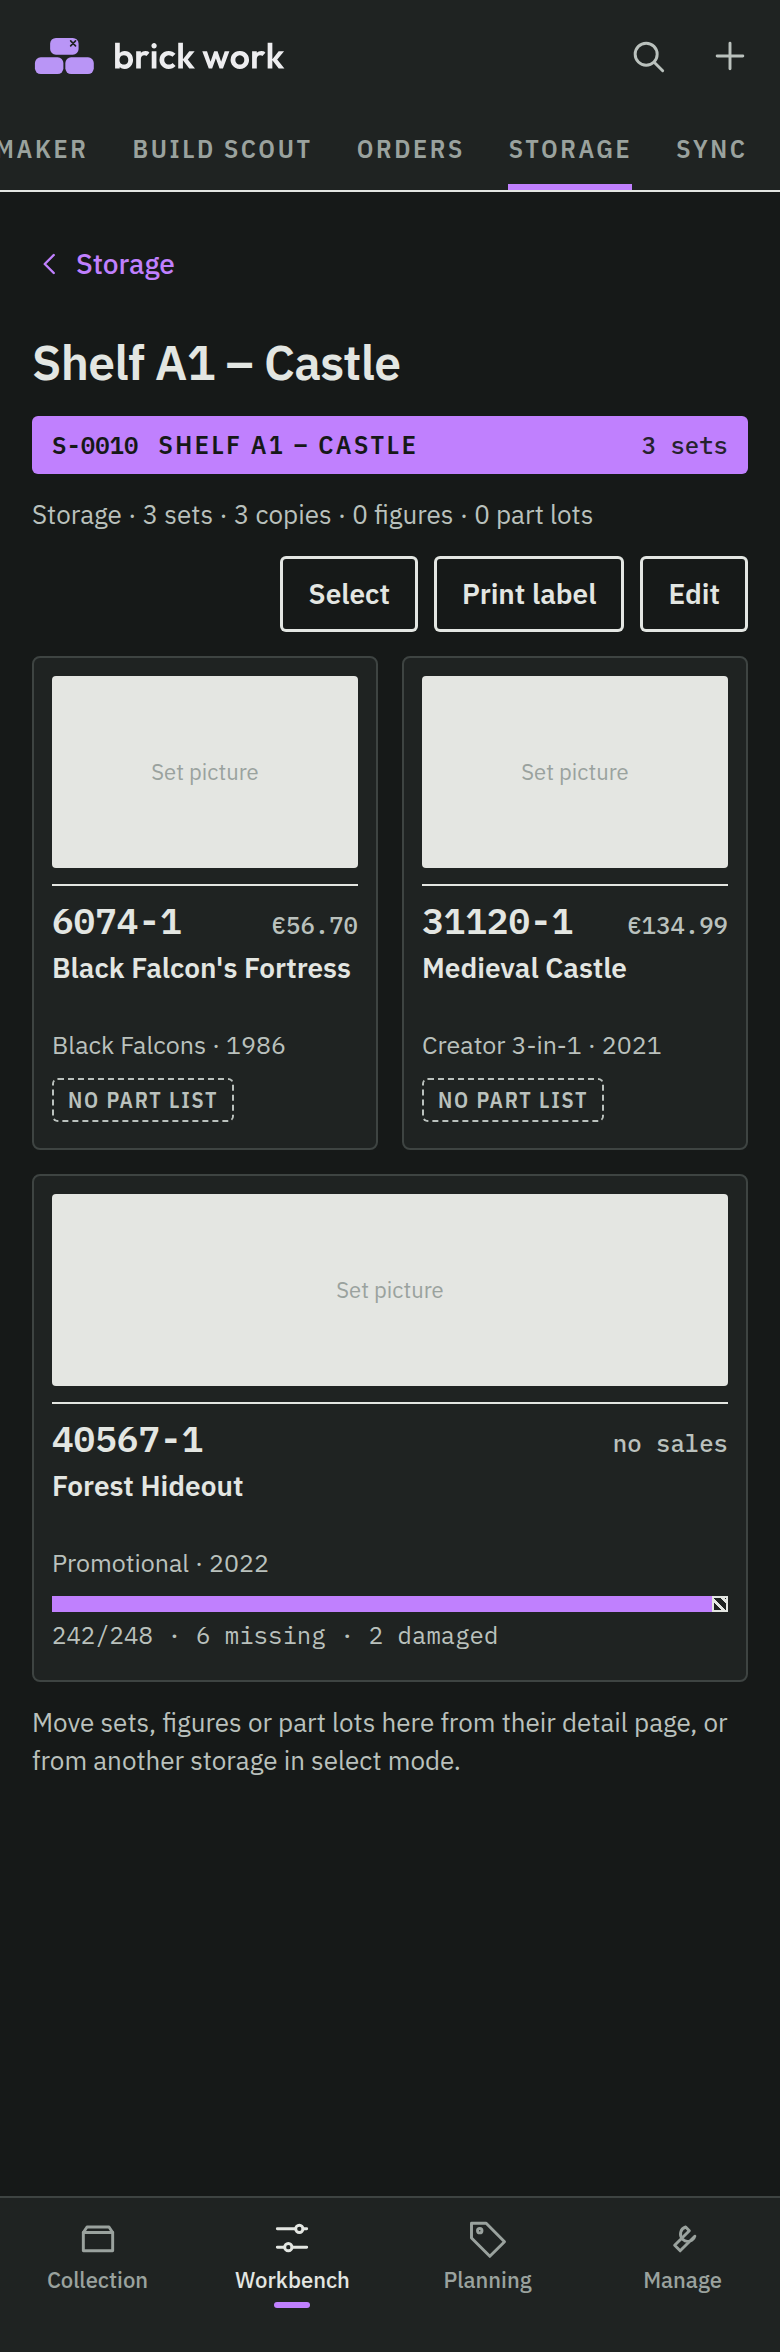 brick work
MAKER BUILD SCOUT ORDERS STORAGE SYNC
Storage
Shelf A1 – Castle
S-0010 SHELF A1 – CASTLE 3 sets
Storage · 3 sets · 3 copies · 0 figures · 0 part lots
Select Print label Edit
Set picture
6074-1 €56.70
Black Falcon's Fortress
Black Falcons · 1986
NO PART LIST
Set picture
31120-1 €134.99
Medieval Castle
Creator 3-in-1 · 2021
NO PART LIST
Set picture
40567-1 no sales
Forest Hideout
Promotional · 2022
242/248 · 6 missing · 2 damaged
Move sets, figures or part lots here from their detail page, or
from another storage in select mode.
Collection Workbench Planning Manage